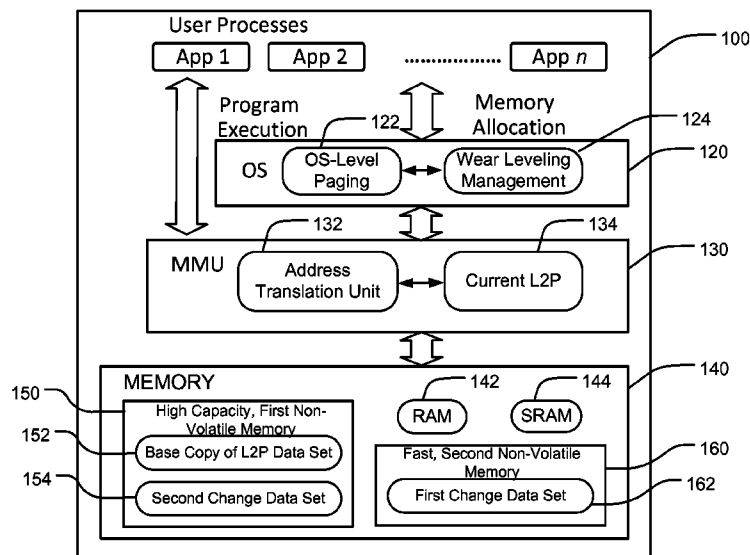 User Processes
100
App 1
App 2
........................
App n
Program
Execution
Memory
Allocation
122
124
OS
OS-Level
Paging
Wear Leveling
Management
120
132
134
MMU
Address
Translation Unit
Current L2P
130
MEMORY
142
144
140
150
High Capacity, First Non-
Volatile Memory
RAM
SRAM
152
Base Copy of L2P Data Set
Fast, Second Non-Volatile
Memory
160
154
Second Change Data Set
First Change Data Set
162